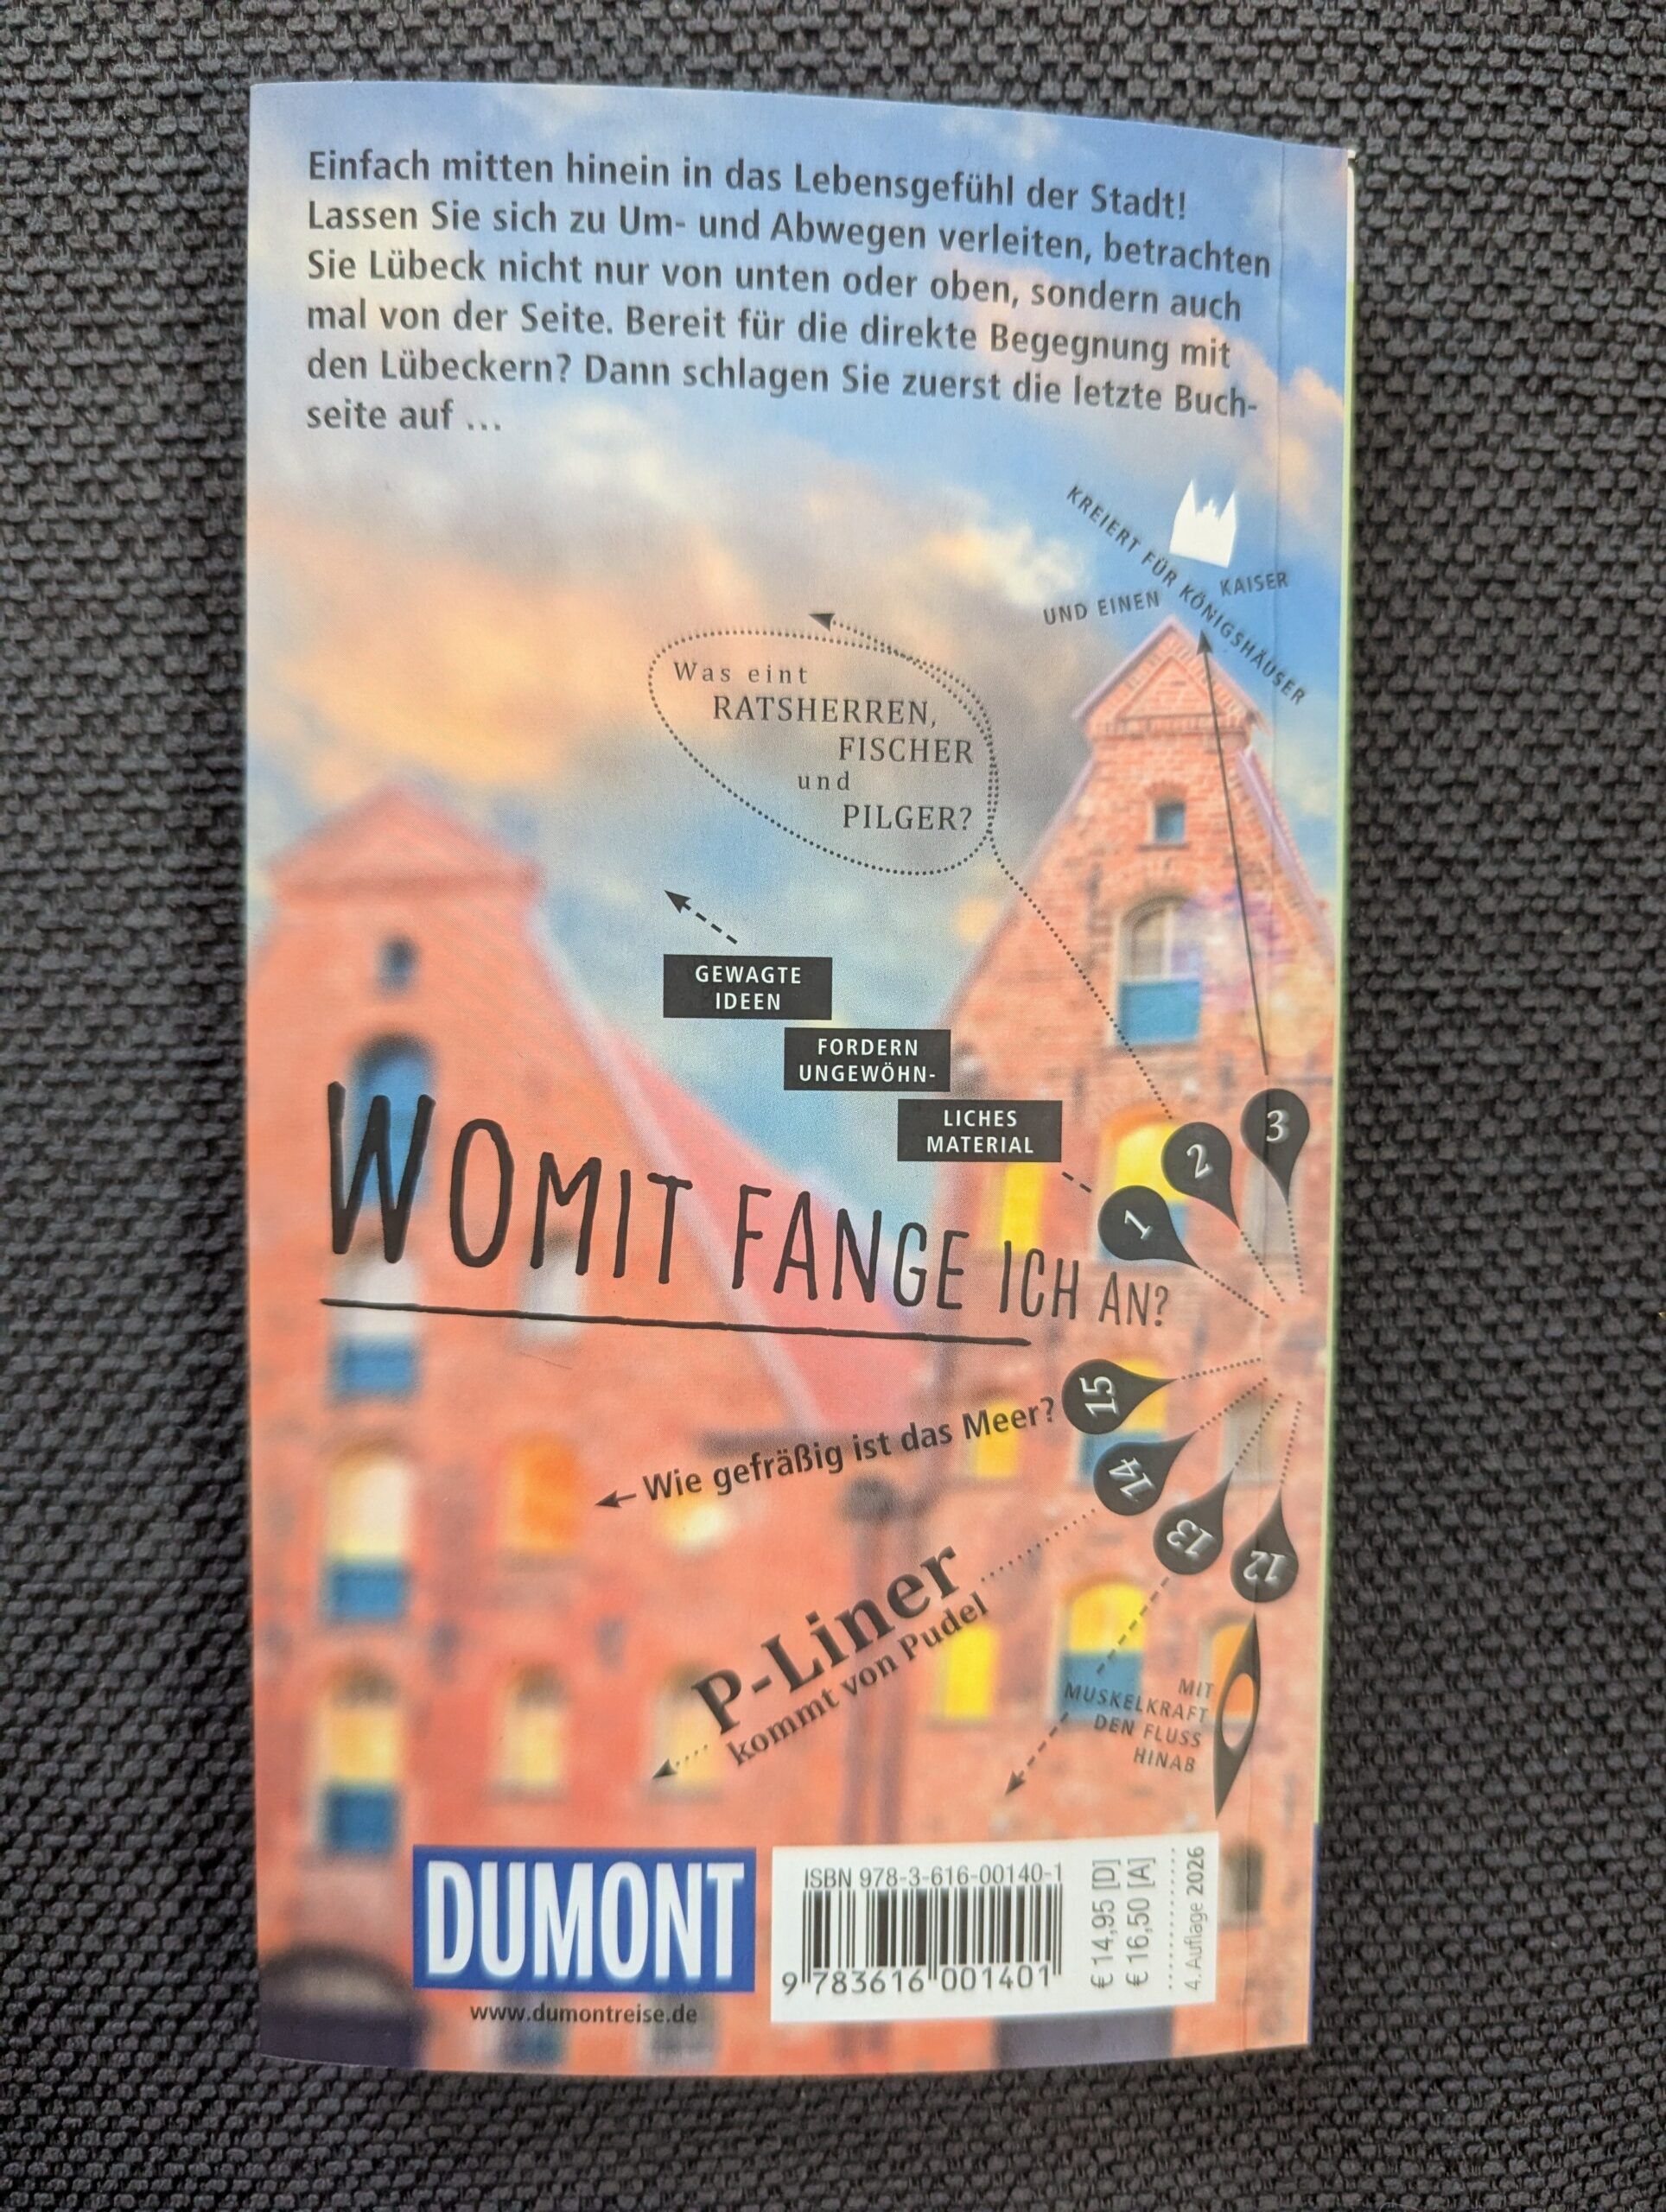 Einfach mitten hinein in das Lebensgefühl der Stadt!
Lassen Sie sich zu Um- und Abwegen verleiten, betrachten
Sie Lübeck nicht nur von unten oder oben, sondern auch
mal von der Seite. Bereit für die direkte Begegnung mit
den Lübeckern? Dann schlagen Sie zuerst die letzte Buch-
seite auf ...
KREIERT FÜR KÖNIGSHÄUSER
UND EINEN KAISER
Was eint
RATSHERREN,
FISCHER
und
PILGER?
GEWAGTE
IDEEN
FORDERN
UNGEWÖHN-
LICHES
MATERIAL
3
2
1
WOMIT FANGE ICH AN?
15
Wie gefräßig ist das Meer?
14
13
12
P-Liner
kommt von Pudel
MIT
MUSKELKRAFT
DEN FLUSS
HINAB
DUMONT
www.dumontreise.de
ISBN 978-3-616-00140-1
9 783616 001401
€ 14,95 [D]
€ 16,50 [A]
4. Auflage 2026